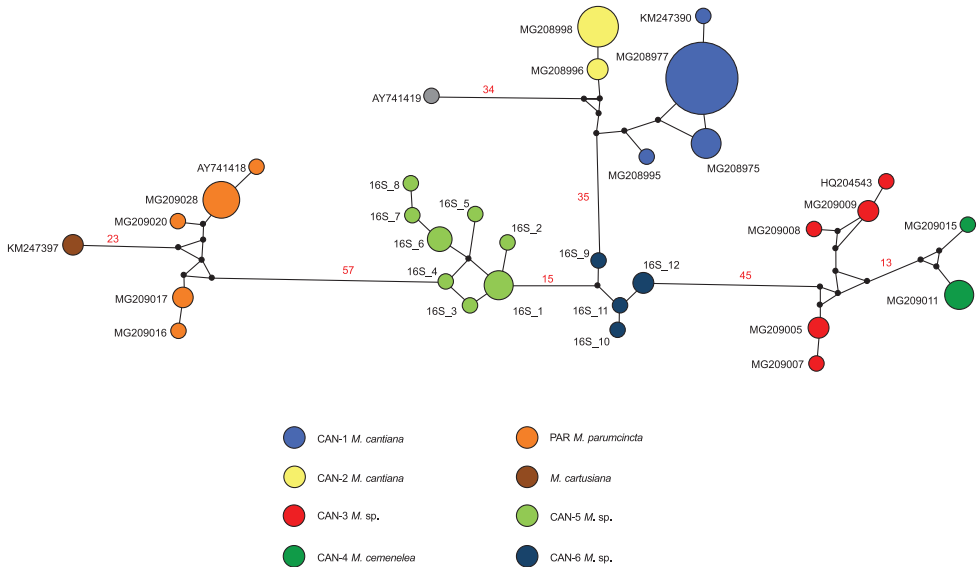 KM247390
MG208998
MG208977
MG208996
34
AY741419
MG208975
MG208995
AY741418
HQ204543
16S_8
MG209028
MG209009
35
16S_5
16S_7
MG209020
MG209015
MG209008
16S_2
23
KM247397
16S_6
16S_9
16S_12
13
57
16S_4
15
45
MG209017
MG209011
16S_3
16S_1
16S_11
MG209005
MG209016
16S_10
MG209007
CAN-1 M. cantiana
PAR M. parumcincta
CAN-2 M. cantiana
M. cartusiana
CAN-3 M. sp.
CAN-5 M. sp.
CAN-4 M. cemenelea
CAN-6 M. sp.